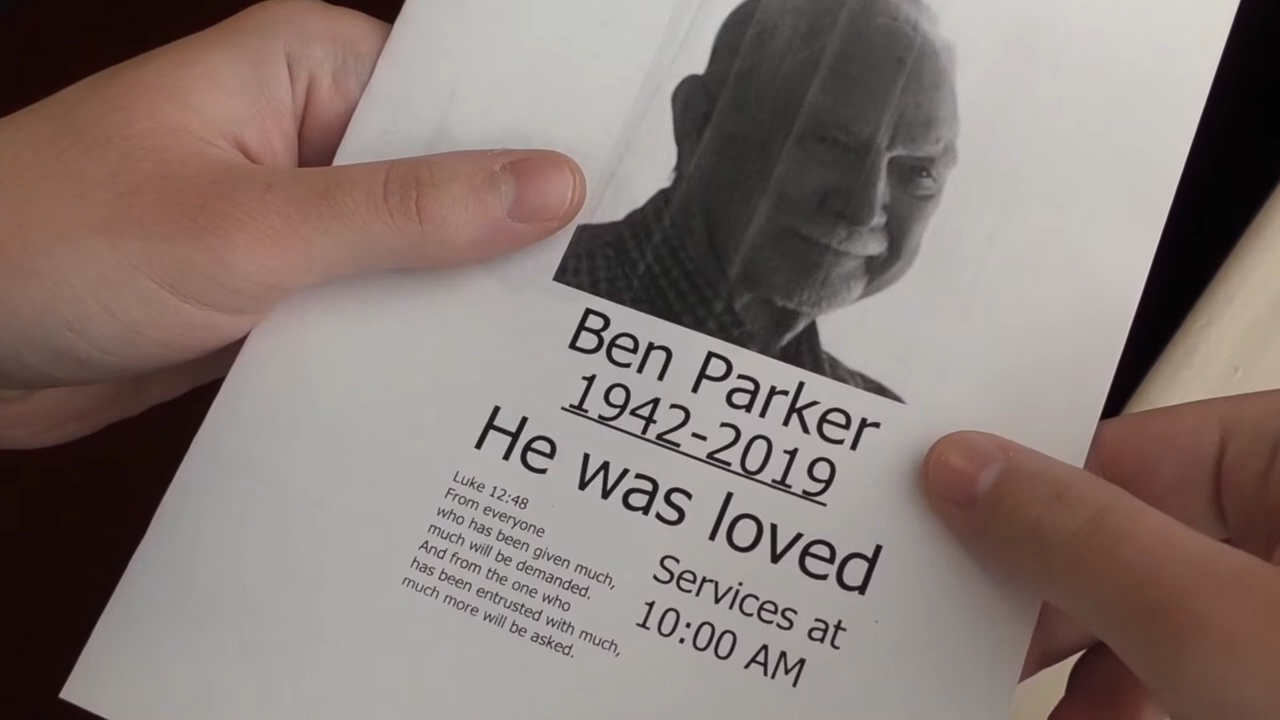 Ben Parker
1942-2019
He was loved
Luke 12:48
From everyone
who has been given much,
much will be demanded.
And from the one who
has been entrusted with much,
much more will be asked.
Services at
10:00 AM